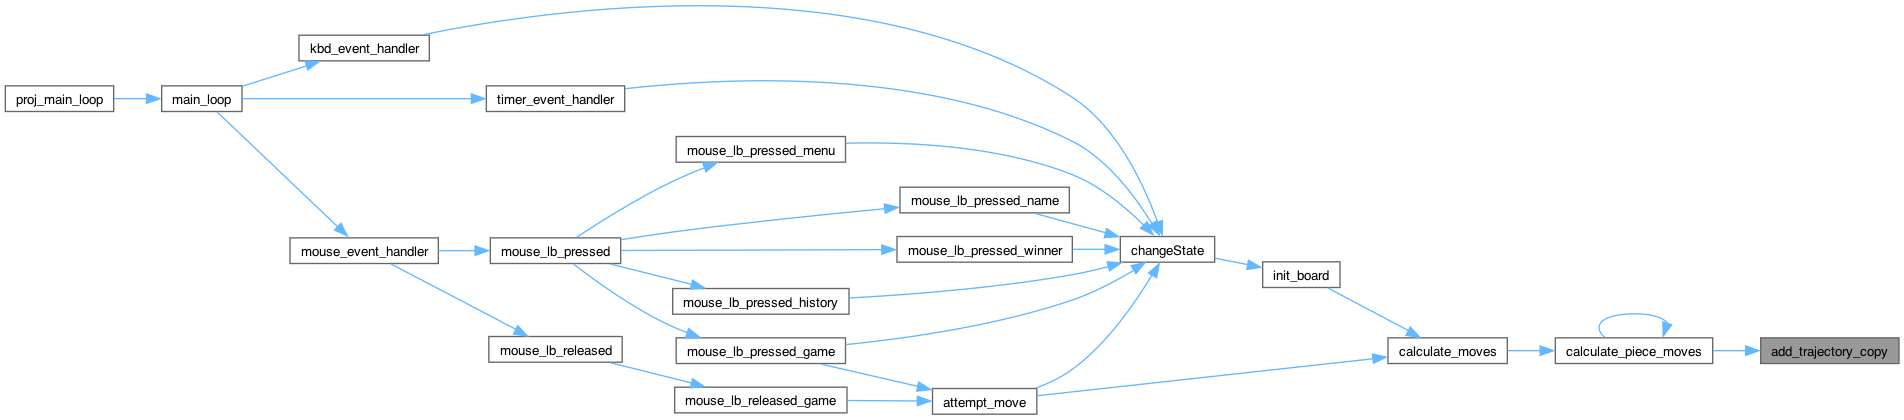 kbd_event_handler
proj_main_loop
main_loop
timer_event_handler
mouse_lb_pressed_menu
mouse_lb_pressed_name
mouse_event_handler
mouse_lb_pressed
mouse_lb_pressed_winner
changeState
init_board
mouse_lb_pressed_history
mouse_lb_released
mouse_lb_pressed_game
calculate_moves
calculate_piece_moves
add_trajectory_copy
mouse_lb_released_game
attempt_move